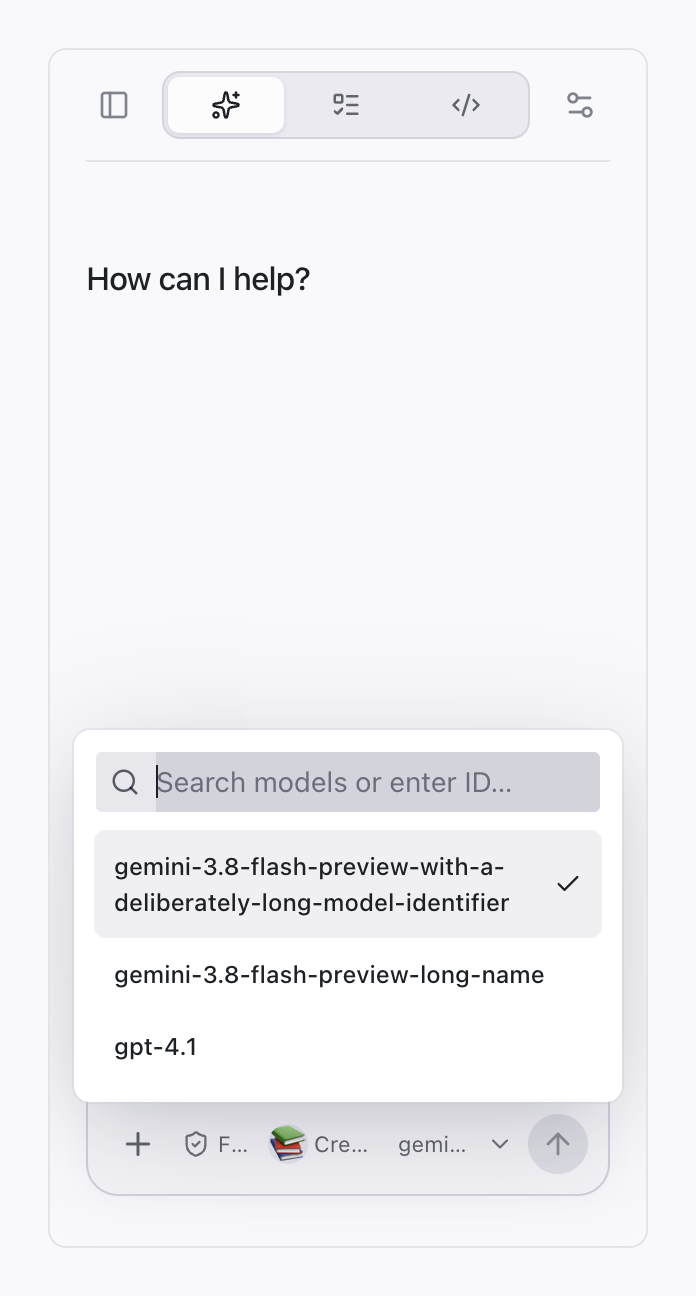 How can I help?
Search models or enter ID...
gemini-3.8-flash-preview-with-a-
deliberately-long-model-identifier
gemini-3.8-flash-preview-long-name
gpt-4.1
F... Cre... gemi...